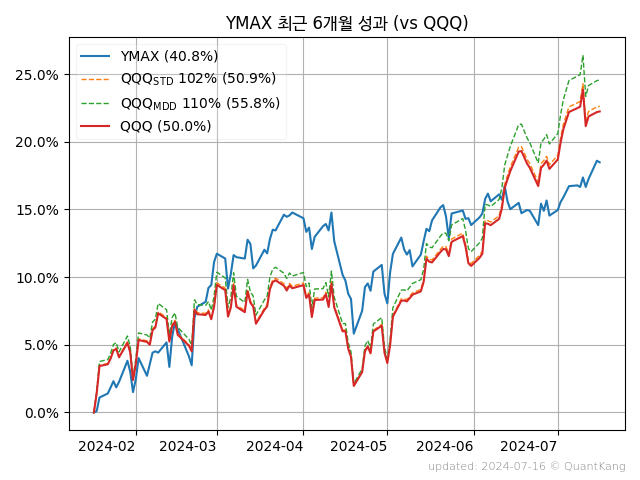 YMAX 최근 6개월 성과 (vs QQQ)
YMAX (40.8%)
QQQSTD 102% (50.9%)
QQQMDD 110% (55.8%)
QQQ (50.0%)
25.0%
20.0%
15.0%
10.0%
5.0%
0.0%
2024-02 2024-03 2024-04 2024-05 2024-06 2024-07
updated: 2024-07-16 © QuantKang